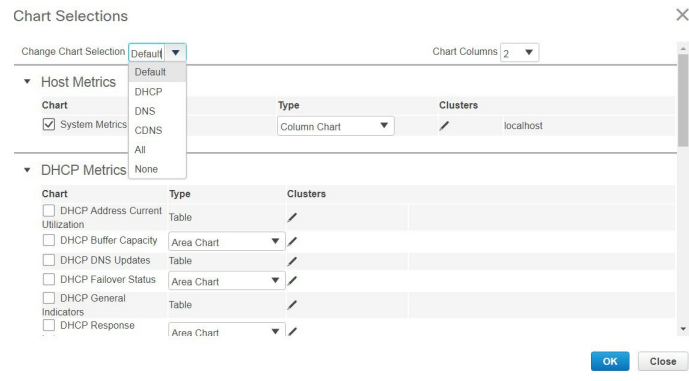 Chart Selections
Change Chart Selection Default
Chart Columns 2
Default
DHCP
DNS
CDNS
All
None
Host Metrics
Chart Type Clusters
System Metrics Column Chart localhost
DHCP Metrics
Chart Type Clusters
DHCP Address Current
Utilization
Table
DHCP Buffer Capacity Area Chart
DHCP DNS Updates Table
DHCP Failover Status Area Chart
DHCP General
Indicators
Table
DHCP Response
Area Chart
OK Close